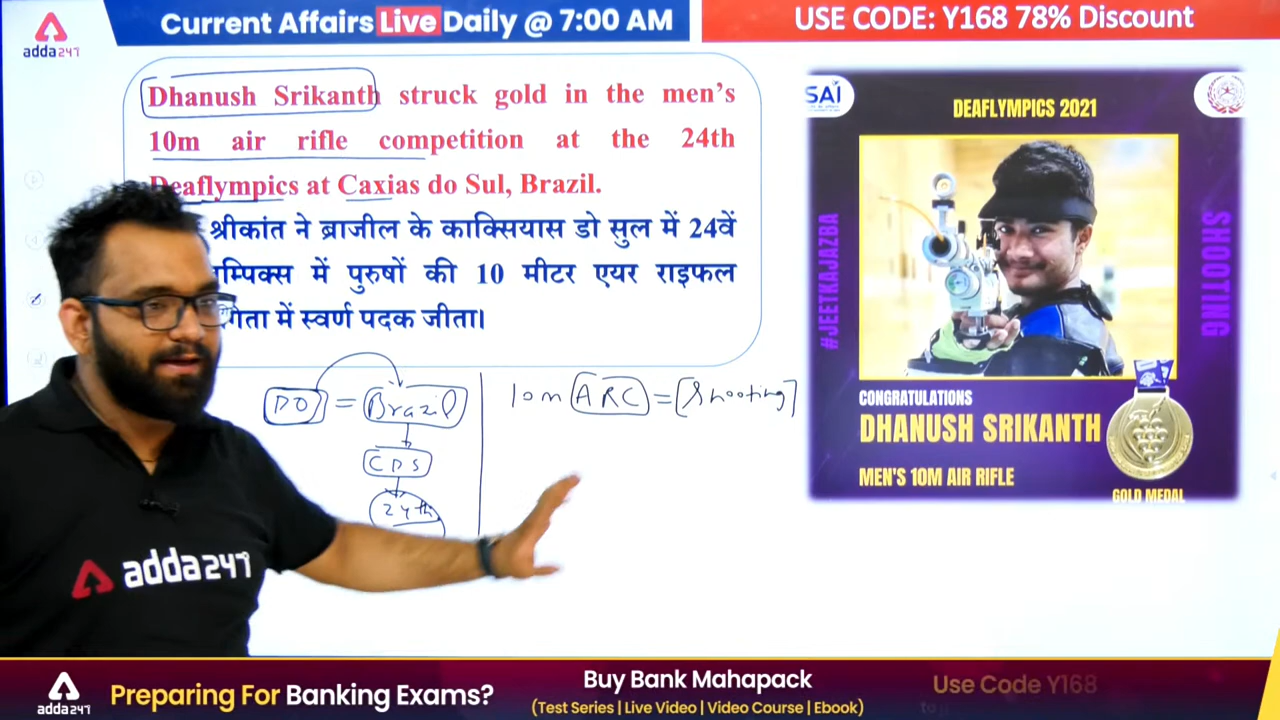 adda247
Current Affairs Live Daily @ 7:00 AM
USE CODE: Y168 78% Discount
Dhanush Srikanth struck gold in the men's
10m air rifle competition at the 24th
Deaflympics at Caxias do Sul, Brazil.
श्रीकांत ने ब्राजील के काक्सियास डो सुल में 24वें
म्पिक्स में पुरुषों की 10 मीटर एयर राइफल
गिता में स्वर्ण पदक जीता।
DO = Brazil
CDS
24th
10m ARC = [Shooting]
SAI
DEAFLYMPICS 2021
#JEETKAJAZBA
SHOOTING
CONGRATULATIONS
DHANUSH SRIKANTH
MEN'S 10M AIR RIFLE
GOLD MEDAL
adda247
adda247
Preparing For Banking Exams?
Buy Bank Mahapack
(Test Series | Live Video | Video Course | Ebook)
Use Code Y168